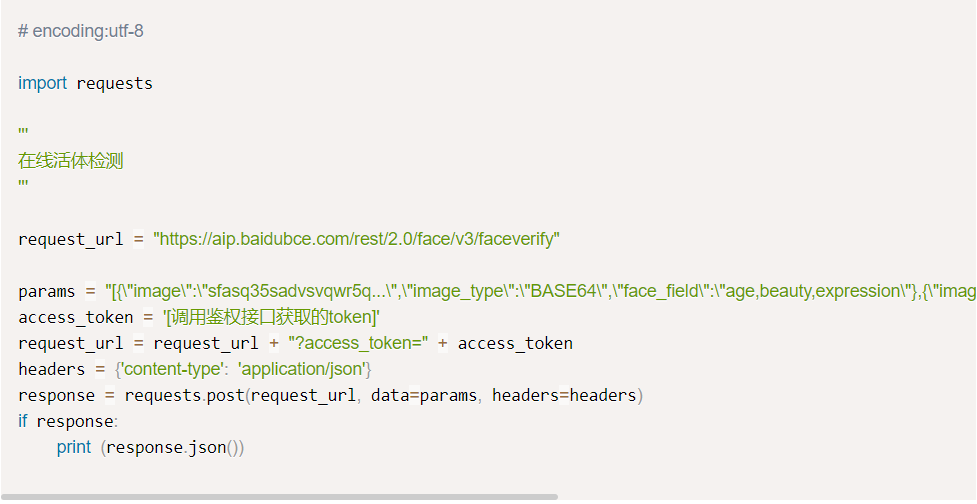 # encoding:utf-8
import requests
'''
在线活体检测
'''
request_url = "https://aip.baidubce.com/rest/2.0/face/v3/faceverify"
params = "[{\"image\":\"sfasq35sadvsvqwr5q...\",\"image_type\":\"BASE64\",\"face_field\":\"age,beauty,expression\"},{\"imag
access_token = '[调用鉴权接口获取的token]'
request_url = request_url + "?access_token=" + access_token
headers = {'content-type': 'application/json'}
response = requests.post(request_url, data=params, headers=headers)
if response:
    print (response.json())